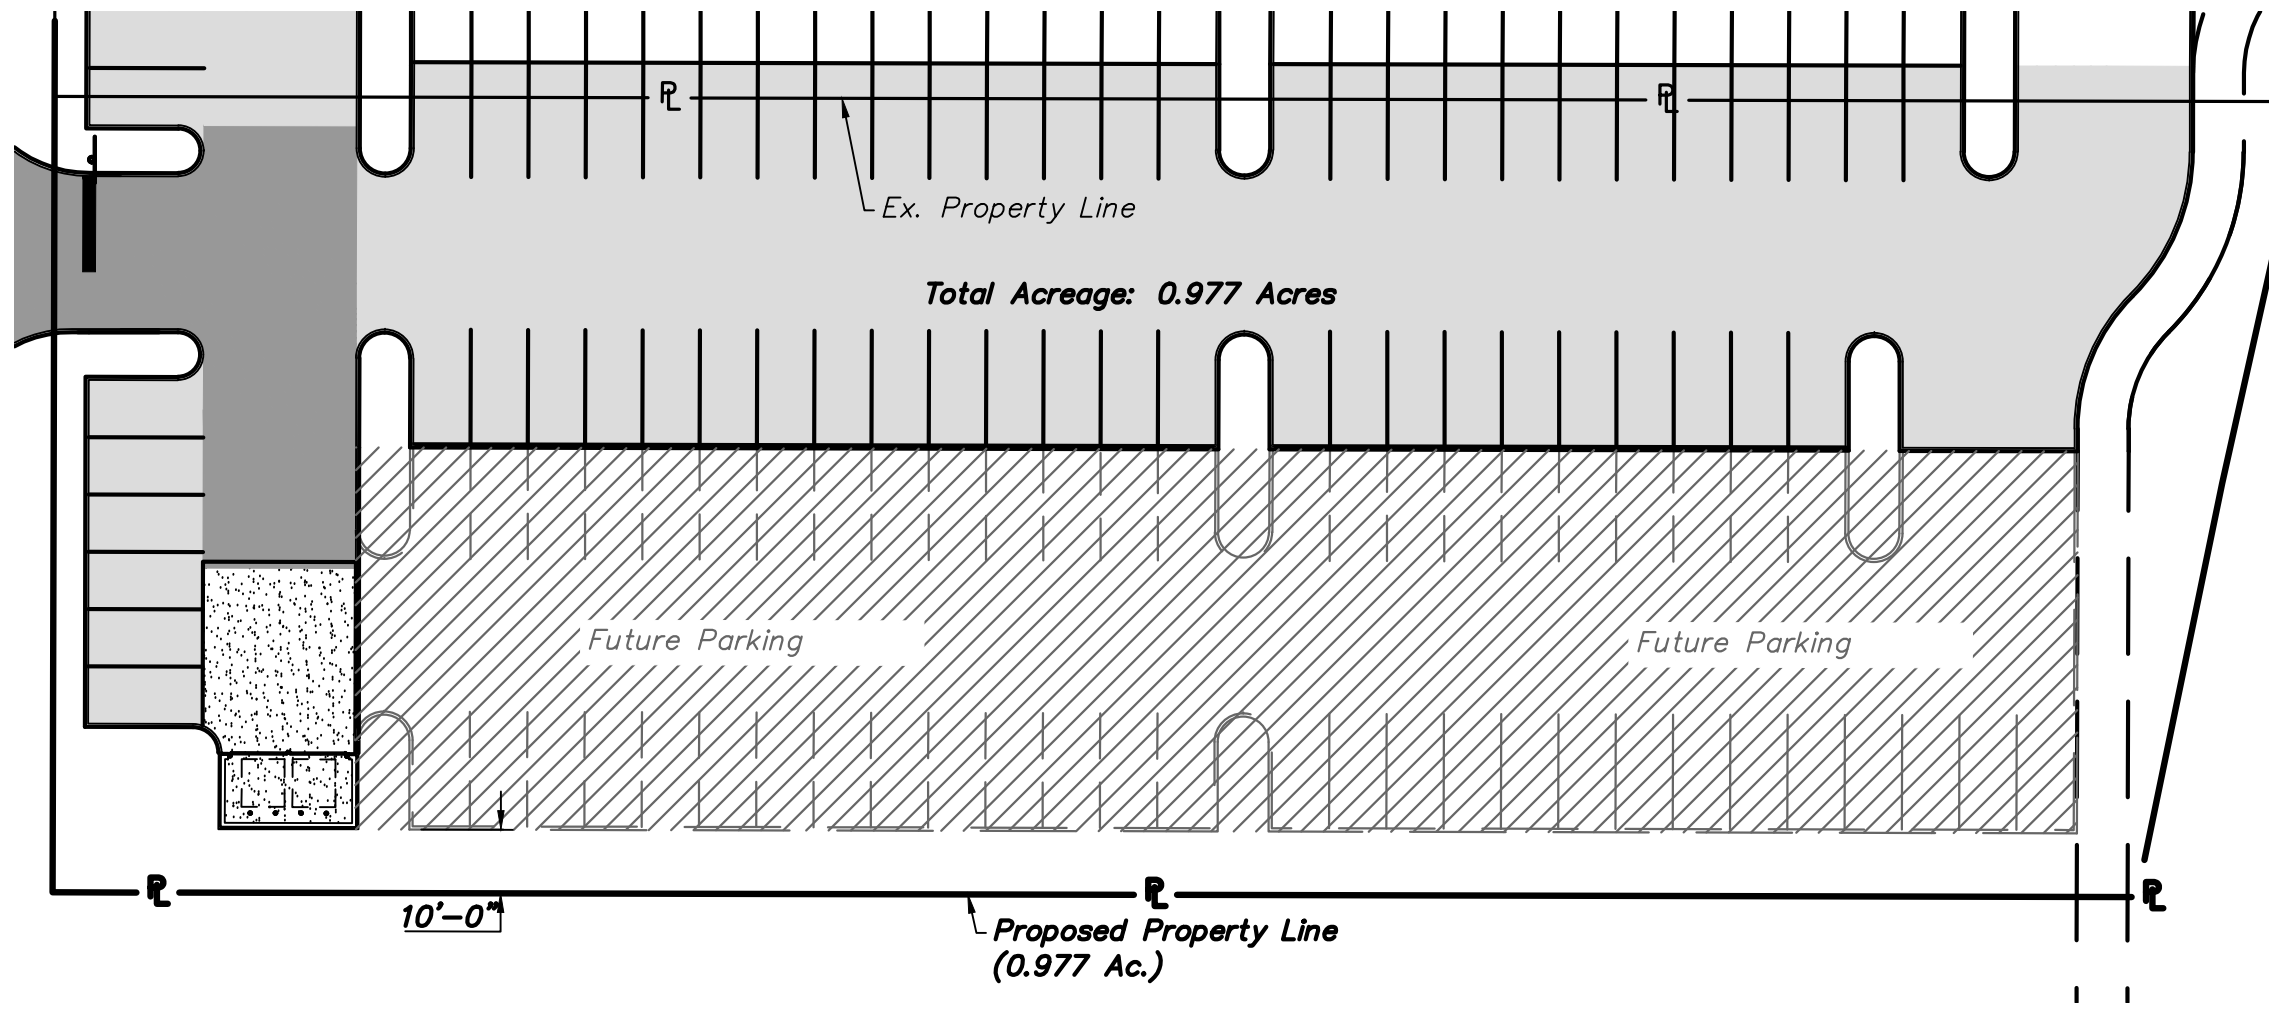 PL PL
Ex. Property Line
Total Acreage: 0.977 Acres
Future Parking Future Parking
PL PL PL
10'-0"
Proposed Property Line
(0.977 Ac.)